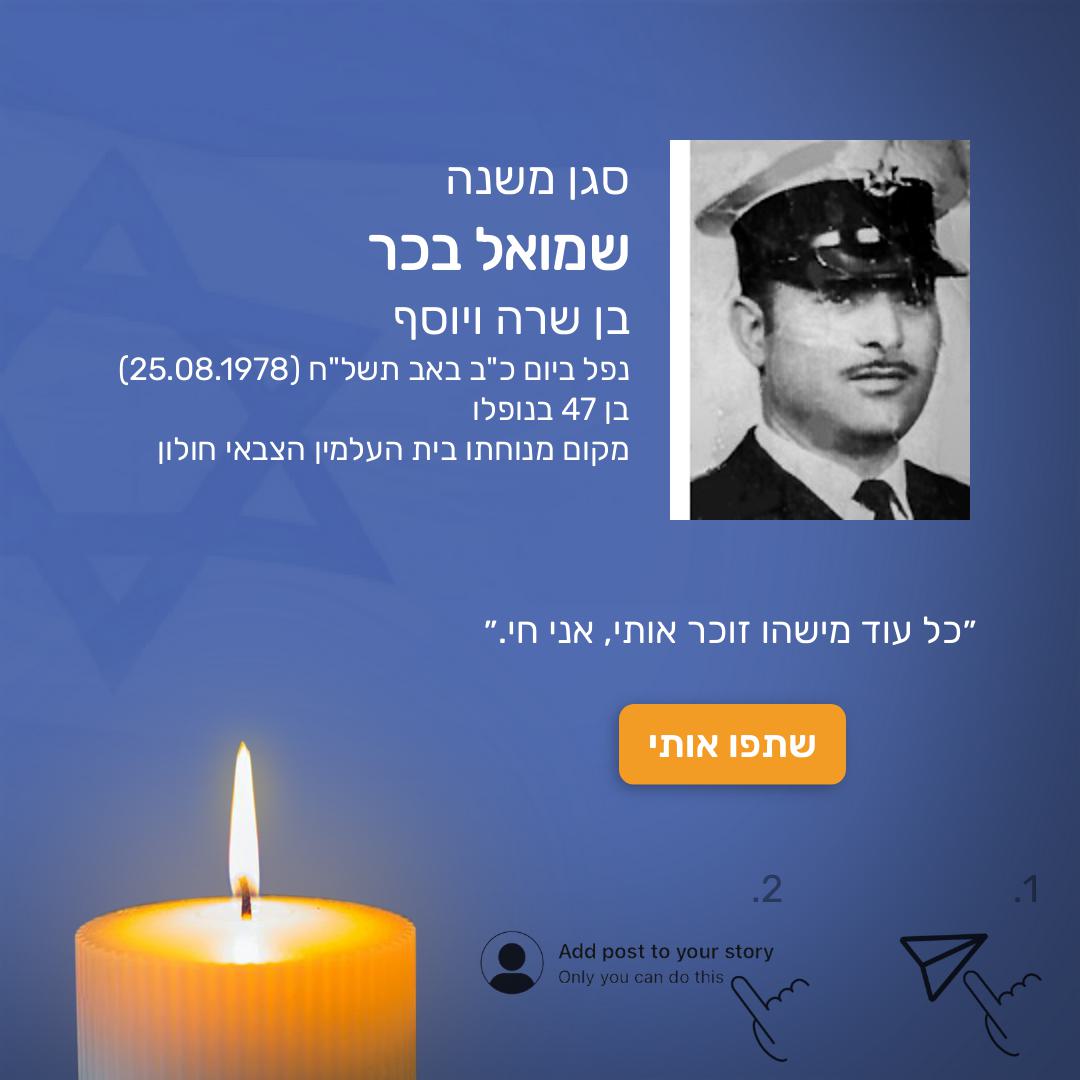 סגן משנה
שמואל בכר
בן שרה ויוסף
נפל ביום כ"ב באב תשל"ח (25.08.1978)
בן 47 בנופלו
מקום מנוחתו בית העלמין הצבאי חולון
״כל עוד מישהו זוכר אותי, אני חי.״
שתפו אותי
.1
.2
Add post to your story
Only you can do this